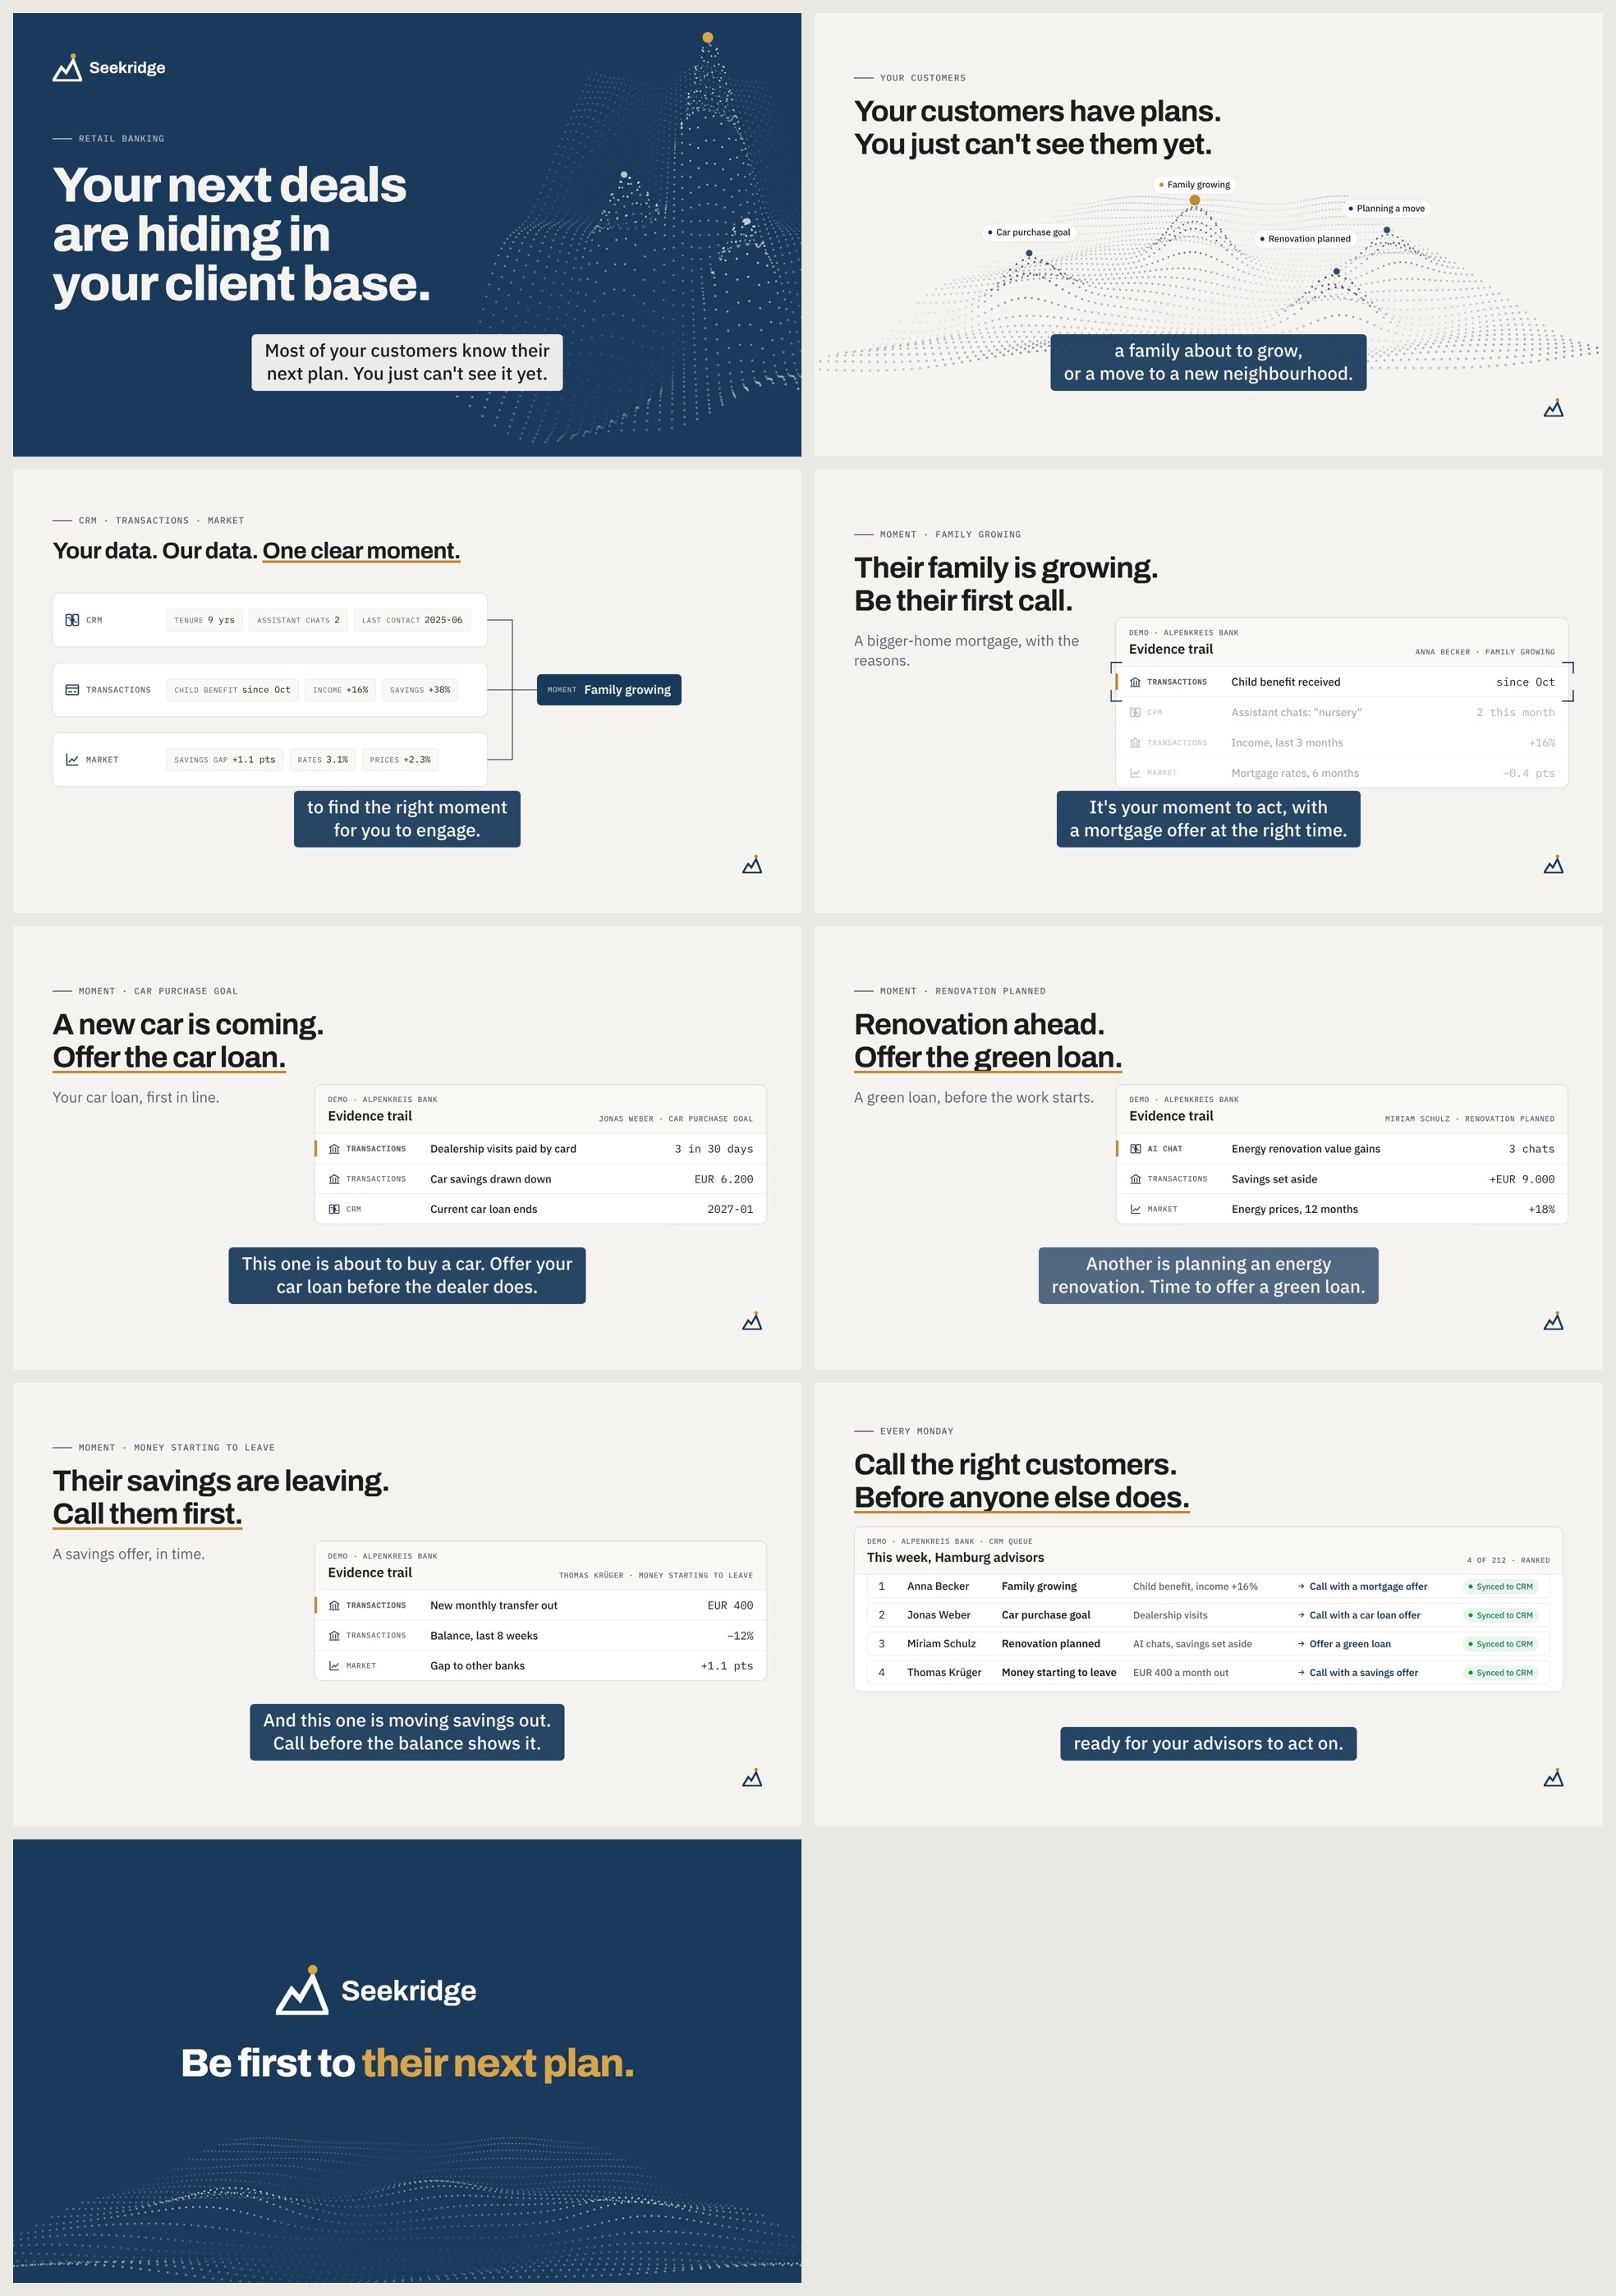 Seekridge
RETAIL BANKING
Your next deals
are hiding in
your client base.
Most of your customers know their
next plan. You just can't see it yet.
YOUR CUSTOMERS
Your customers have plans.
You just can't see them yet.
Family growing
Planning a move
Car purchase goal
Renovation planned
a family about to grow,
or a move to a new neighbourhood.
CRM · TRANSACTIONS · MARKET
Your data. Our data. One clear moment.
CRM TENURE 9 yrs ASSISTANT CHATS 2 LAST CONTACT 2025-06
TRANSACTIONS CHILD BENEFIT since Oct INCOME +16% SAVINGS +38%
MOMENT Family growing
MARKET SAVINGS GAP +1.1 pts RATES 3.1% PRICES +2.3%
to find the right moment
for you to engage.
MOMENT · FAMILY GROWING
Their family is growing.
Be their first call.
A bigger-home mortgage, with the
reasons.
DEMO · ALPENKREIS BANK
Evidence trail ANNA BECKER · FAMILY GROWING
TRANSACTIONS Child benefit received since Oct
CRM Assistant chats: "nursery" 2 this month
TRANSACTIONS Income, last 3 months +16%
MARKET Mortgage rates, 6 months −0.4 pts
It's your moment to act, with
a mortgage offer at the right time.
MOMENT · CAR PURCHASE GOAL
A new car is coming.
Offer the car loan.
Your car loan, first in line.
DEMO · ALPENKREIS BANK
Evidence trail JONAS WEBER · CAR PURCHASE GOAL
TRANSACTIONS Dealership visits paid by card 3 in 30 days
TRANSACTIONS Car savings drawn down EUR 6.200
CRM Current car loan ends 2027-01
This one is about to buy a car. Offer your
car loan before the dealer does.
MOMENT · RENOVATION PLANNED
Renovation ahead.
Offer the green loan.
A green loan, before the work starts.
DEMO · ALPENKREIS BANK
Evidence trail MIRIAM SCHULZ · RENOVATION PLANNED
AI CHAT Energy renovation value gains 3 chats
TRANSACTIONS Savings set aside +EUR 9.000
MARKET Energy prices, 12 months +18%
Another is planning an energy
renovation. Time to offer a green loan.
MOMENT · MONEY STARTING TO LEAVE
Their savings are leaving.
Call them first.
A savings offer, in time.
DEMO · ALPENKREIS BANK
Evidence trail THOMAS KRÜGER · MONEY STARTING TO LEAVE
TRANSACTIONS New monthly transfer out EUR 400
TRANSACTIONS Balance, last 8 weeks −12%
MARKET Gap to other banks +1.1 pts
And this one is moving savings out.
Call before the balance shows it.
EVERY MONDAY
Call the right customers.
Before anyone else does.
DEMO · ALPENKREIS BANK · CRM QUEUE
This week, Hamburg advisors 4 OF 212 · RANKED
1 Anna Becker Family growing Child benefit, income +16% → Call with a mortgage offer Synced to CRM
2 Jonas Weber Car purchase goal Dealership visits → Call with a car loan offer Synced to CRM
3 Miriam Schulz Renovation planned AI chats, savings set aside → Offer a green loan Synced to CRM
4 Thomas Krüger Money starting to leave EUR 400 a month out → Call with a savings offer Synced to CRM
ready for your advisors to act on.
Seekridge
Be first to their next plan.